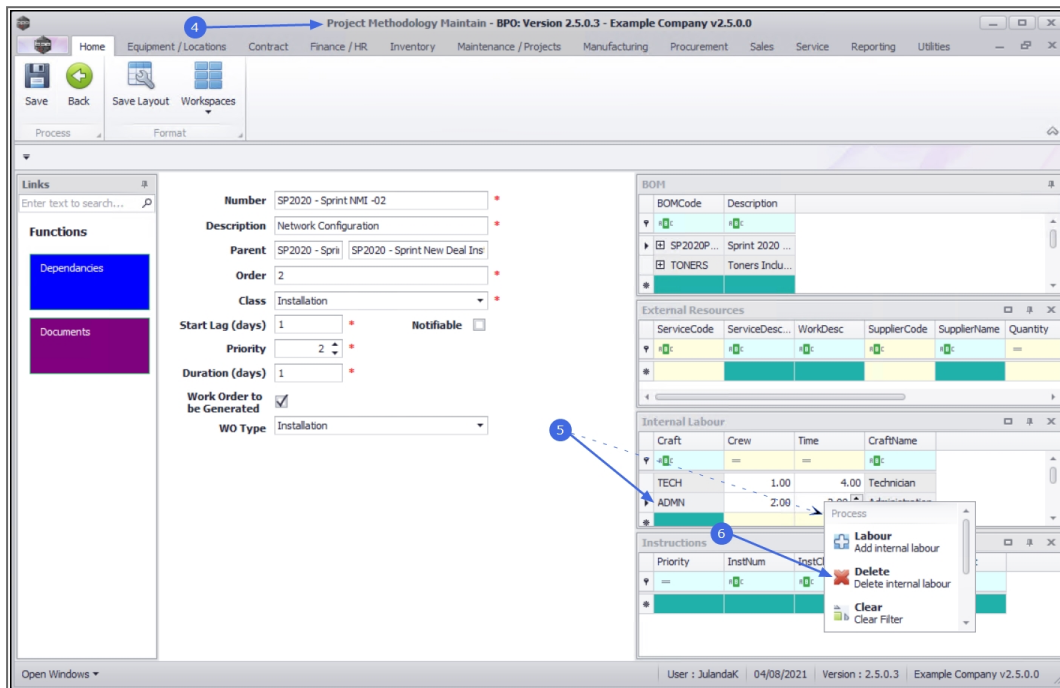 4
Project Methodology Maintain - BPO: Version 2.5.0.3 - Example Company v2.5.0.0
Home Equipment / Locations Contract Finance / HR Inventory Maintenance / Projects Manufacturing Procurement Sales Service Reporting Utilities
Save Back Save Layout Workspaces
Process Format
Links
Enter text to search...
Functions
Dependancies
Documents
Number SP2020 - Sprint NMI -02 *
Description Network Configuration *
Parent SP2020 - Spri SP2020 - Sprint New Deal Ins
Order 2 *
Class Installation *
Start Lag (days) 1 * Notifiable
Priority 2 *
Duration (days) 1 *
Work Order to
be Generated
WO Type Installation
BOM
BOMCode Description
SP2020P... Sprint 2020 ...
TONERS Toners Indu...
External Resources
ServiceCode ServiceDesc... WorkDesc SupplierCode SupplierName Quantity
5
Internal Labour
Craft Crew Time CraftName
TECH 1.00 4.00 Technician
ADMN 2.00
Process
6
Labour
Add internal labour
Delete
Delete internal labour
Clear
Clear Filter
Instructions
Priority InstNum
Open Windows User : JulandaK 04/08/2021 Version : 2.5.0.3 Example Company v2.5.0.0